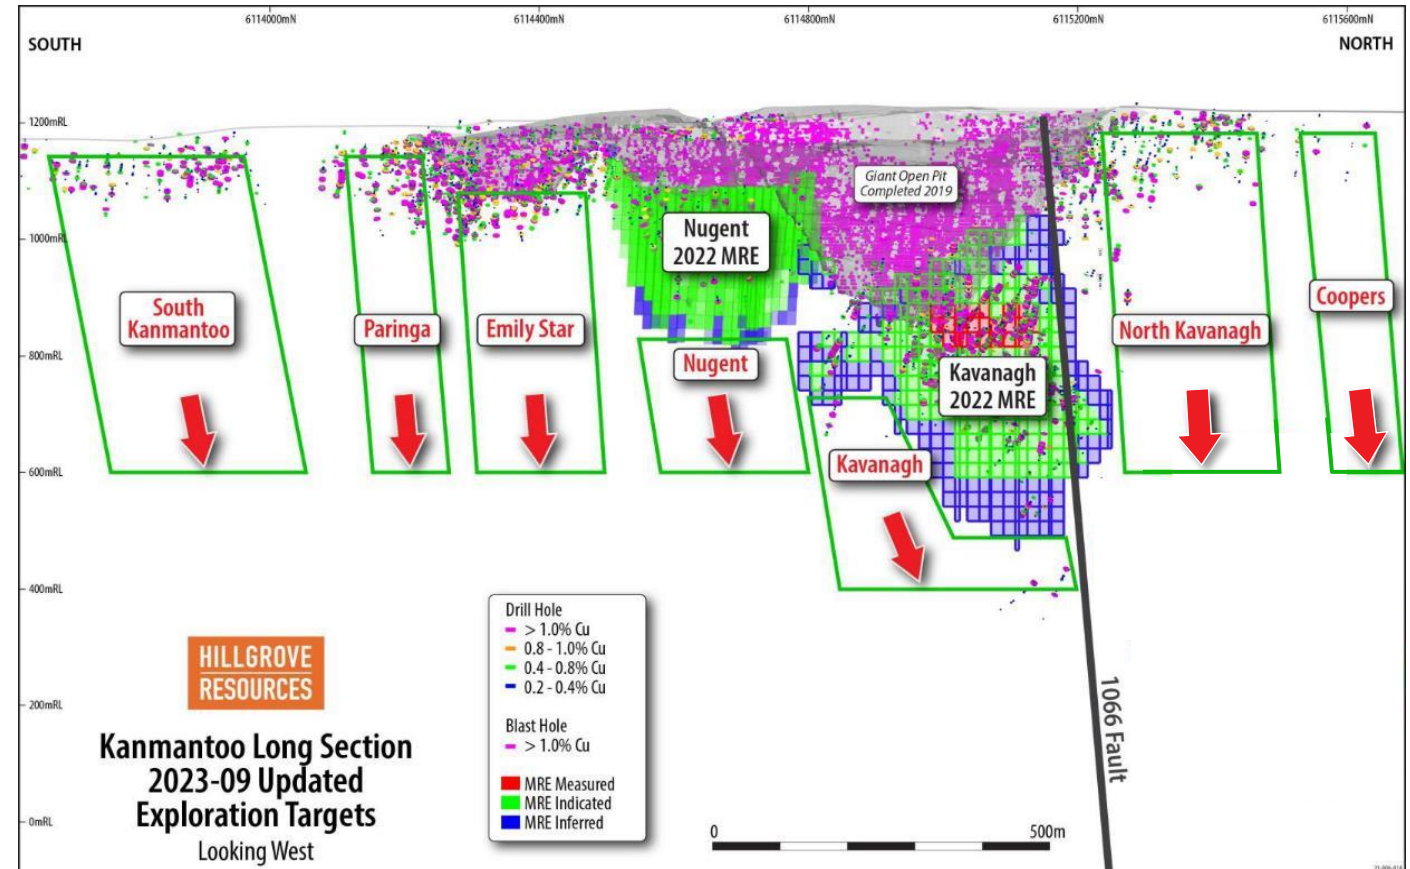 6114000mN
6114400mN
6114800mN
6115200mN
6115600mN
SOUTH
NORTH
1200mRL
1000mRL
800mRL
600mRL
400mRL
200mRL
0mRL
Giant Open Pit
Completed 2019
Nugent
2022 MRE
South
Kanmantoo
Paringa
Emily Star
Nugent
Kavanagh
2022 MRE
North Kavanagh
Coopers
Kavanagh
1066 Fault
Drill Hole
> 1.0% Cu
0.8 - 1.0% Cu
0.4 - 0.8% Cu
0.2 - 0.4% Cu
Blast Hole
> 1.0% Cu
MRE Measured
MRE Indicated
MRE Inferred
HILLGROVE
RESOURCES
Kanmantoo Long Section
2023-09 Updated
Exploration Targets
Looking West
0
500m